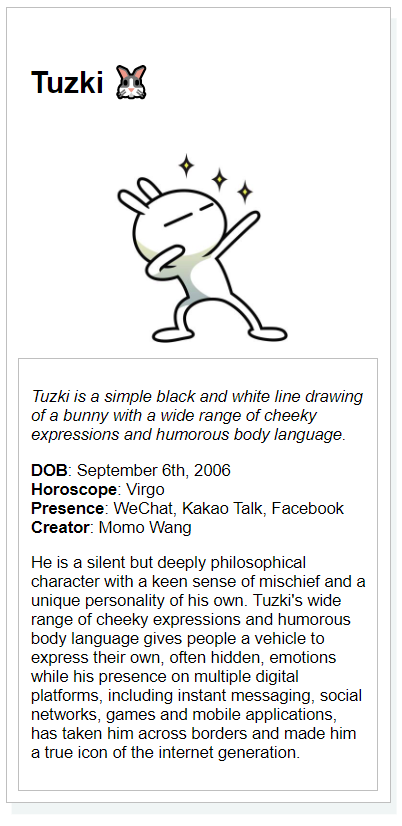 Tuzki 🐰
Tuzki is a simple black and white line drawing
of a bunny with a wide range of cheeky
expressions and humorous body language.
DOB: September 6th, 2006
Horoscope: Virgo
Presence: WeChat, Kakao Talk, Facebook
Creator: Momo Wang
He is a silent but deeply philosophical
character with a keen sense of mischief and a
unique personality of his own. Tuzki's wide
range of cheeky expressions and humorous
body language gives people a vehicle to
express their own, often hidden, emotions
while his presence on multiple digital
platforms, including instant messaging, social
networks, games and mobile applications,
has taken him across borders and made him
a true icon of the internet generation.